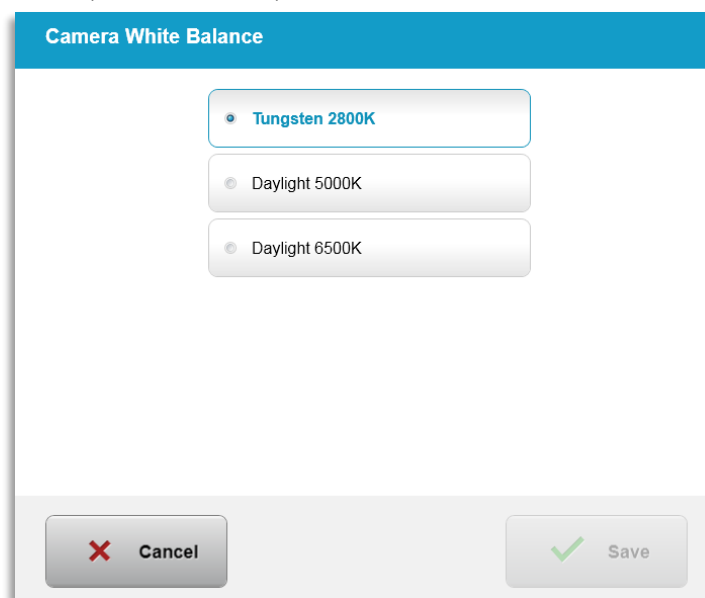 Camera White Balance
Tungsten 2800K
Daylight 5000K
Daylight 6500K
Cancel
Save